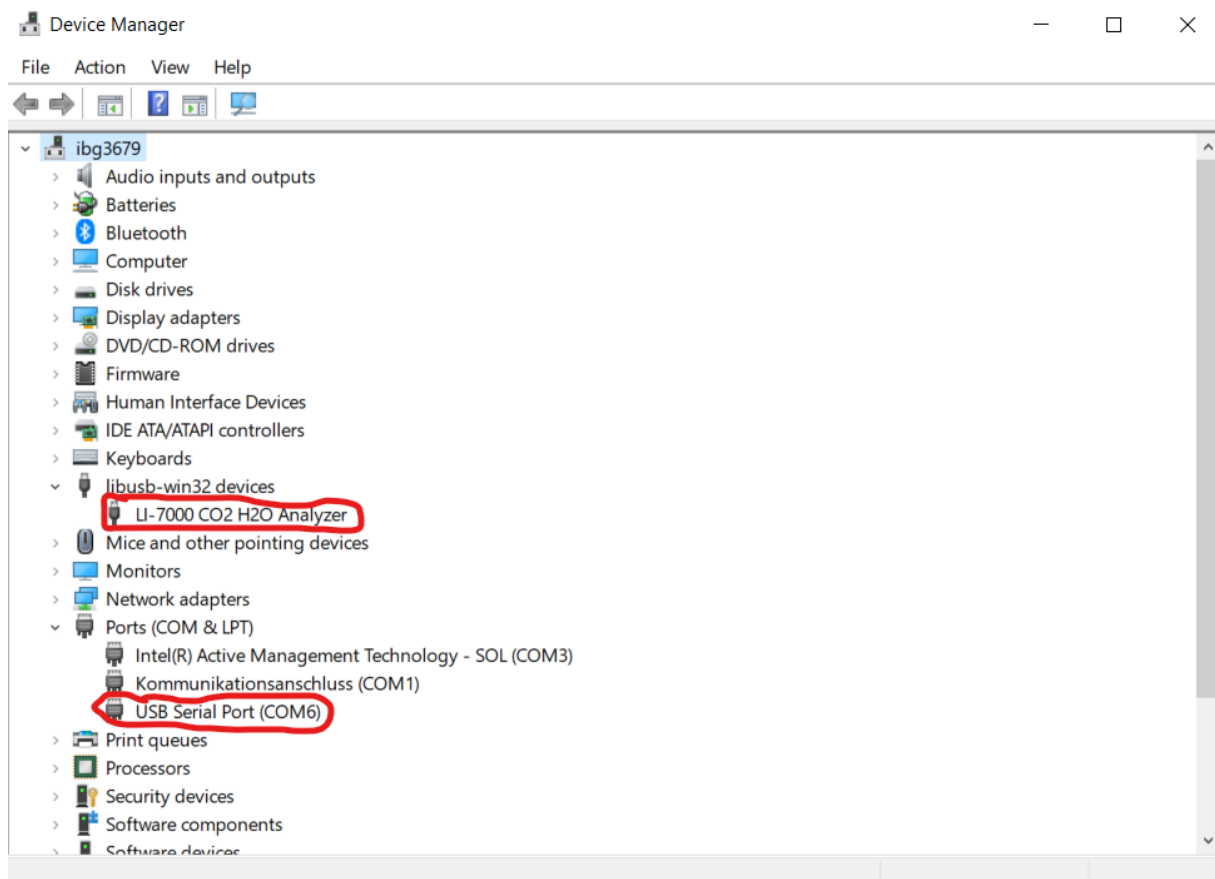 Device Manager
File Action View Help
ibg3679
Audio inputs and outputs
Batteries
Bluetooth
Computer
Disk drives
Display adapters
DVD/CD-ROM drives
Firmware
Human Interface Devices
IDE ATA/ATAPI controllers
Keyboards
libusb-win32 devices
LI-7000 CO2 H2O Analyzer
Mice and other pointing devices
Monitors
Network adapters
Ports (COM & LPT)
Intel(R) Active Management Technology - SOL (COM3)
Kommunikationsanschluss (COM1)
USB Serial Port (COM6)
Print queues
Processors
Security devices
Software components
Software devices